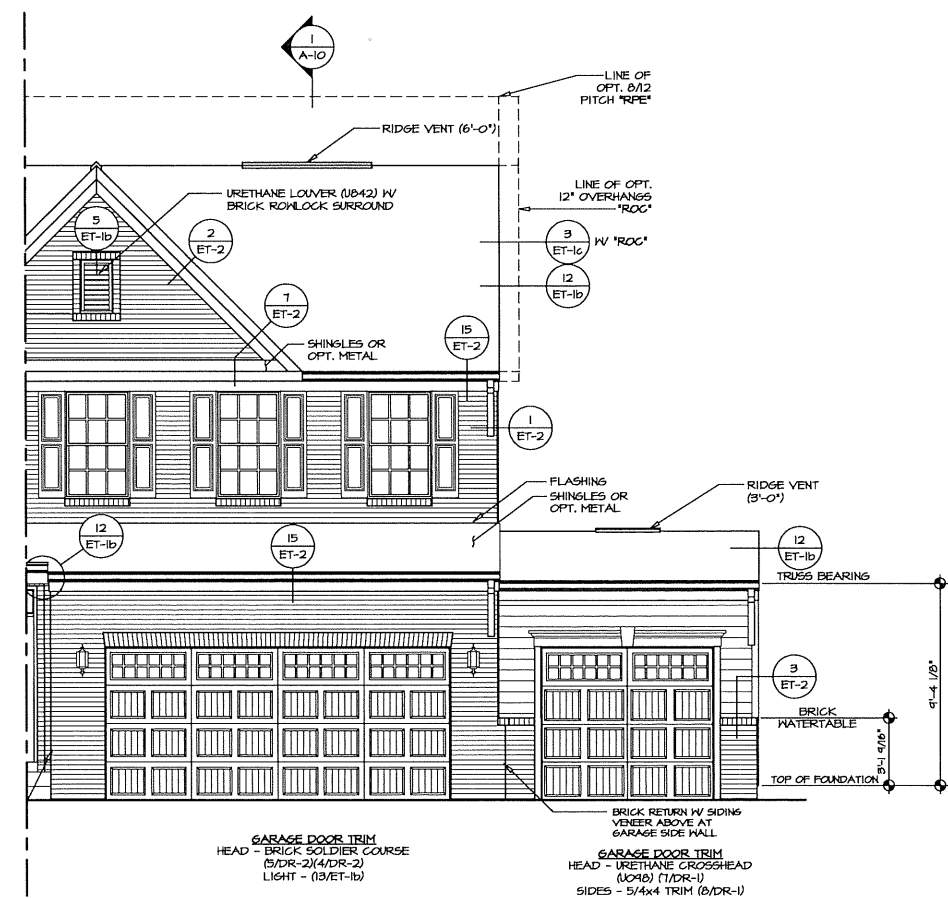 1
A-10
LINE OF
OPT. 8/12
PITCH "RPE"
RIDGE VENT (6'-0")
URETHANE LOUVER (U842) W/
BRICK ROWLOCK SURROUND
LINE OF OPT.
12" OVERHANGS
"ROC"
5
ET-1b
2
ET-2
3
ET-1c
W/ "ROC"
12
ET-1b
7
ET-2
SHINGLES OR
OPT. METAL
15
ET-2
1
ET-2
FLASHING
SHINGLES OR
OPT. METAL
RIDGE VENT
(3'-0")
12
ET-1b
15
ET-2
12
ET-1b
TRUSS BEARING
3
ET-2
9'-4 1/8"
BRICK
WATERTABLE
3'-1 9/16"
TOP OF FOUNDATION
BRICK RETURN W/ SIDING
VENEER ABOVE AT
GARAGE SIDE WALL
GARAGE DOOR TRIM
HEAD - BRICK SOLDIER COURSE
(5/DR-2)(4/DR-2)
LIGHT - (13/ET-1b)
GARAGE DOOR TRIM
HEAD - URETHANE CROSSHEAD
(U098) (7/DR-1)
SIDES - 5/4x4 TRIM (8/DR-1)